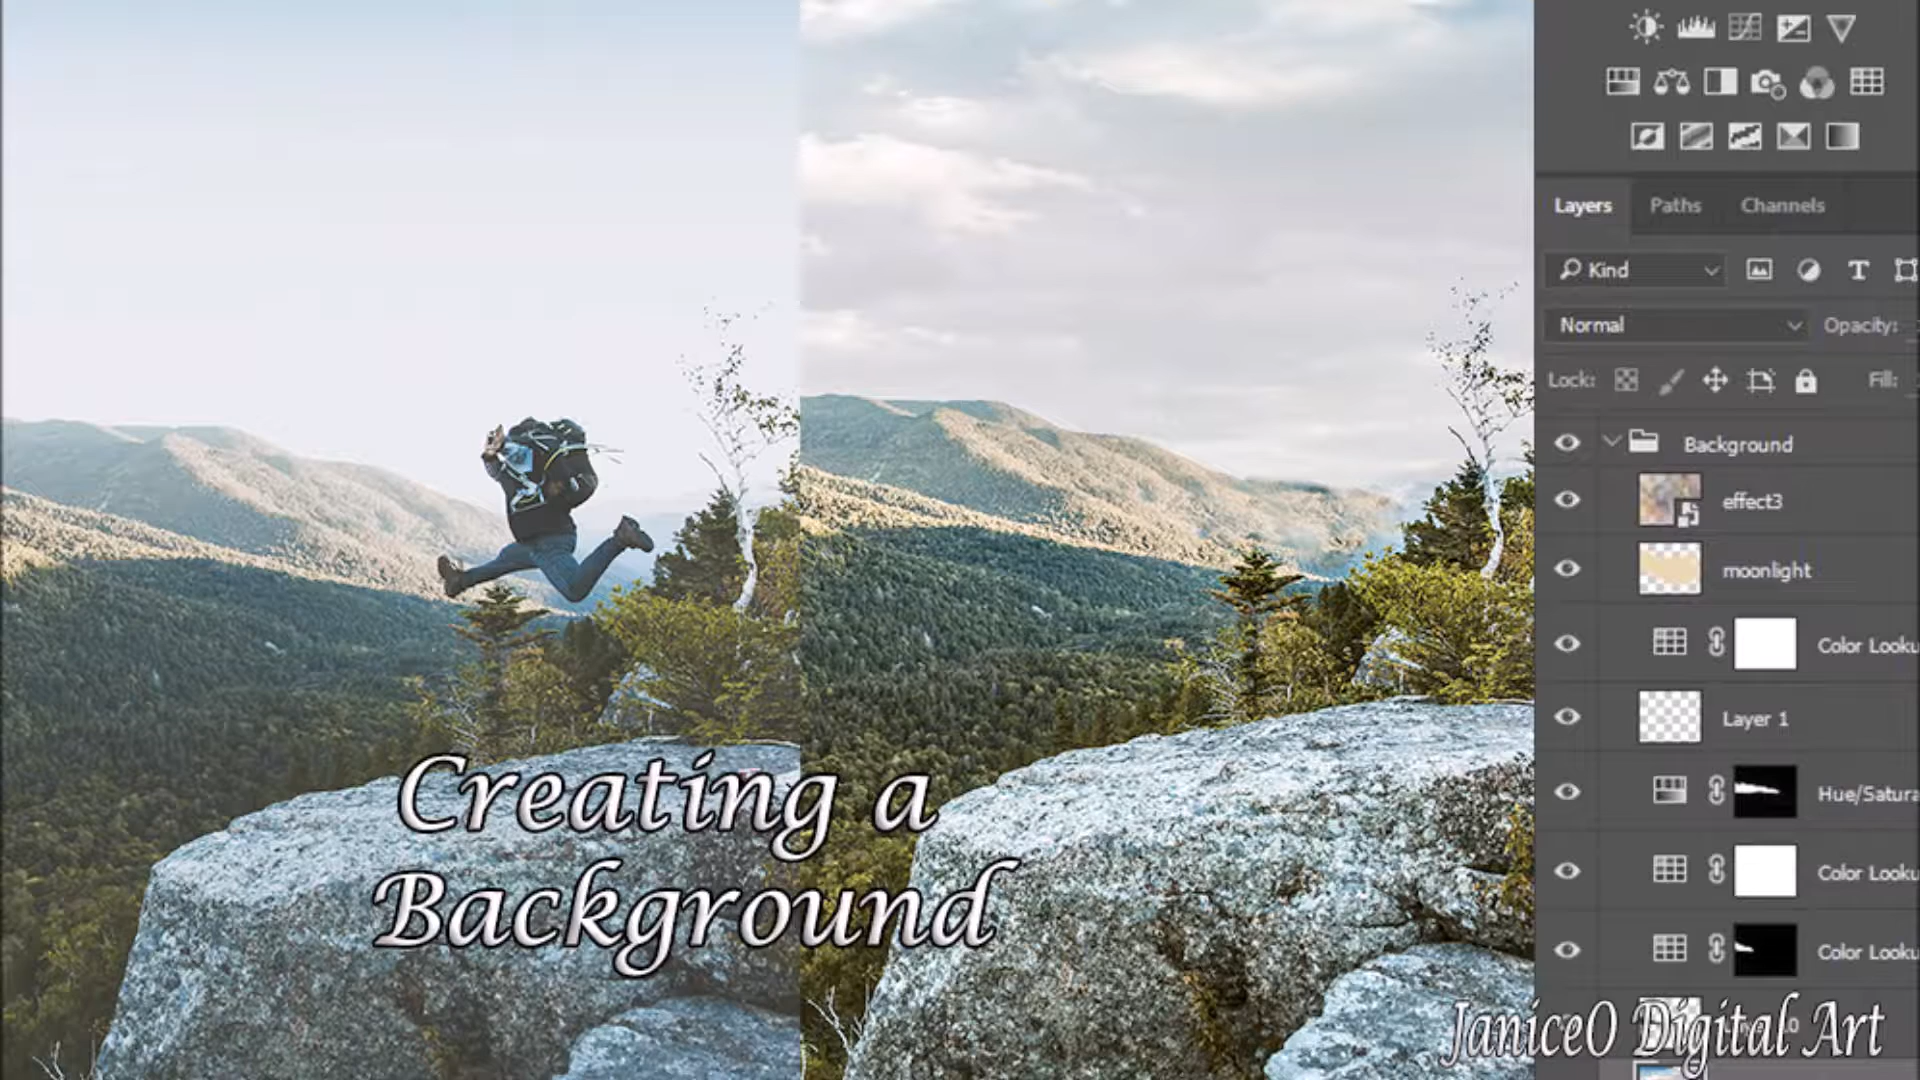 Layers Paths Channels
Kind
Normal Opacity:
Lock: Fill:
Background
effect3
moonlight
Color Looku
Layer 1
Hue/Satura
Color Looku
Color Looku
Creating a
Background
JaniceO Digital Art